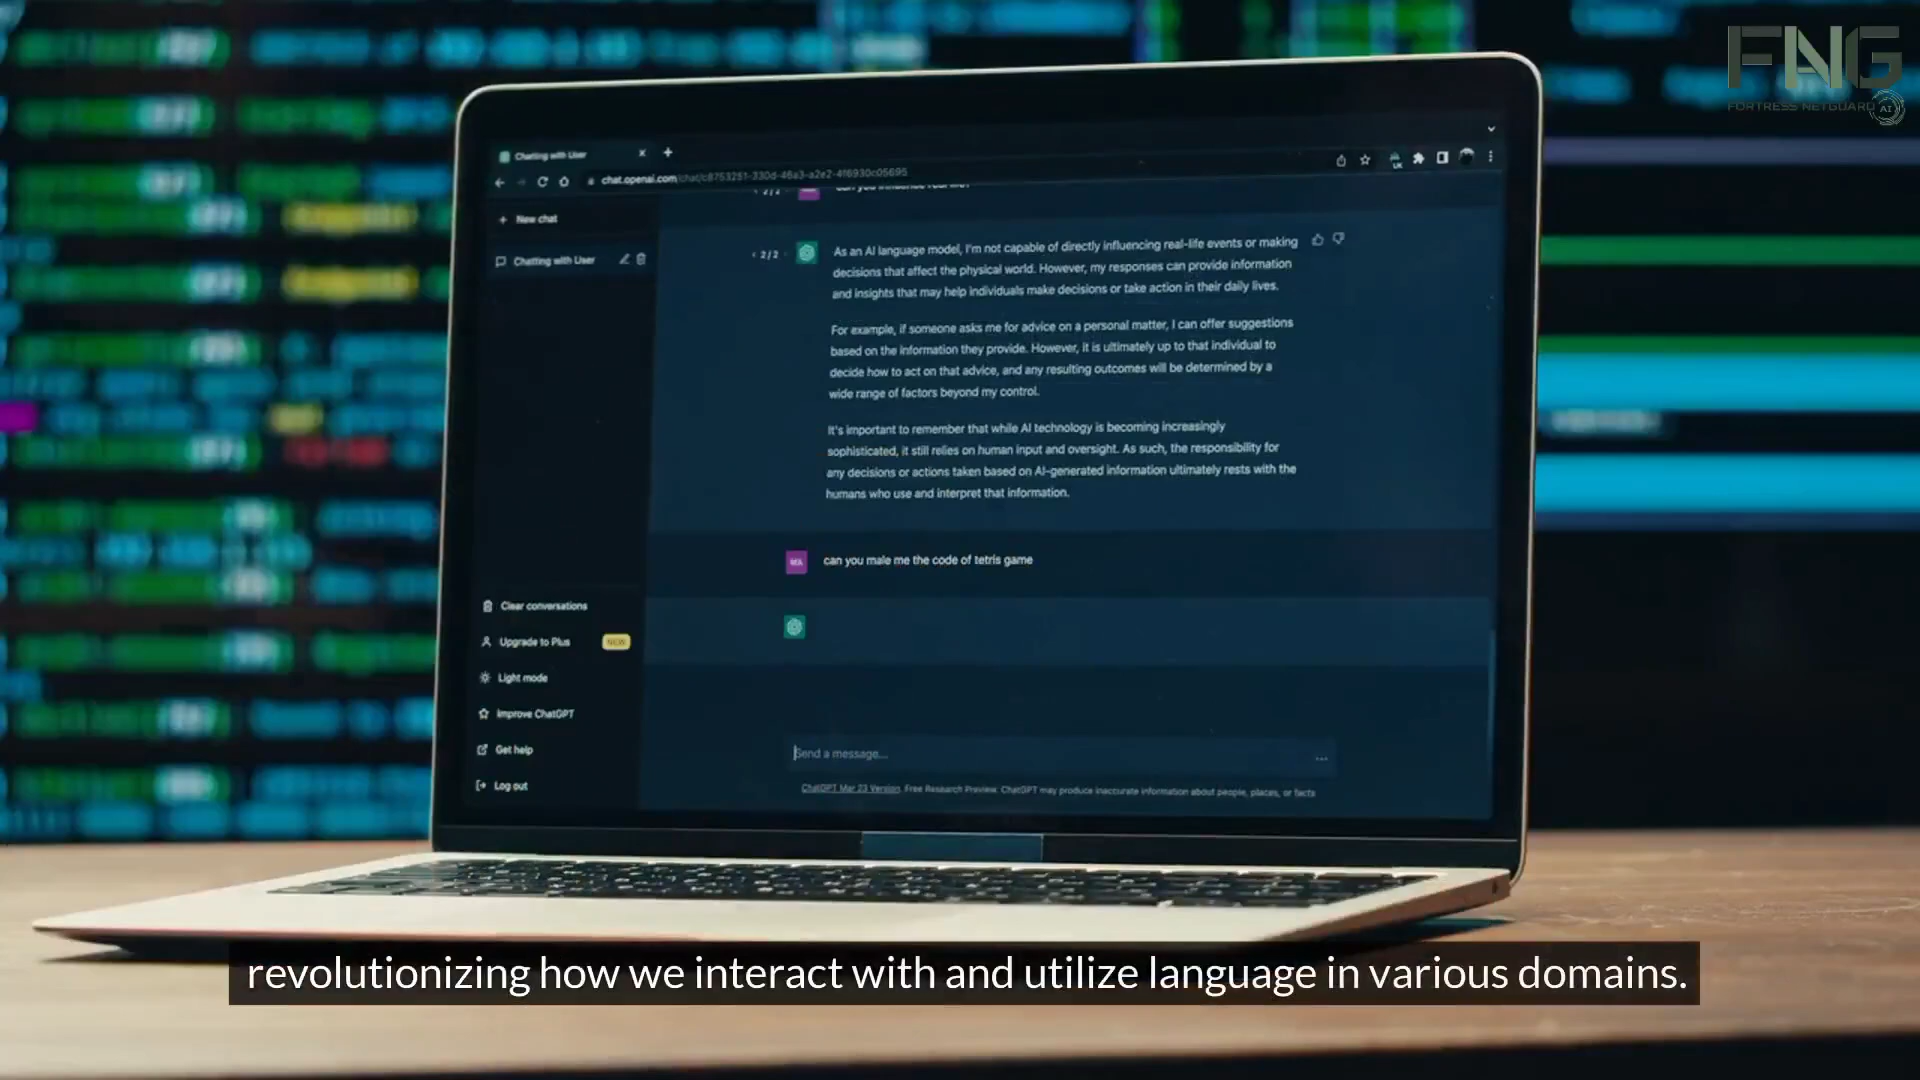 FNG
FORTRESS NETGUARD
AI
Chatting with User
chat.openai.com/chat/c8753251-330d-46a3-a2e2-4f6930c05695
New chat
Chatting with User
2/2
2/2
As an AI language model, I'm not capable of directly influencing real-life events or making
decisions that affect the physical world. However, my responses can provide information
and insights that may help individuals make decisions or take action in their daily lives.
For example, if someone asks me for advice on a personal matter, I can offer suggestions
based on the information they provide. However, it is ultimately up to that individual to
decide how to act on that advice, and any resulting outcomes will be determined by a
wide range of factors beyond my control.
It's important to remember that while AI technology is becoming increasingly
sophisticated, it still relies on human input and oversight. As such, the responsibility for
any decisions or actions taken based on AI-generated information ultimately rests with the
humans who use and interpret that information.
MA
can you male me the code of tetris game
Clear conversations
Upgrade to Plus
NEW
Light mode
Improve ChatGPT
Get help
Log out
Send a message...
ChatGPT Mar 23 Version. Free Research Preview. ChatGPT may produce inaccurate information about people, places, or facts
revolutionizing how we interact with and utilize language in various domains.